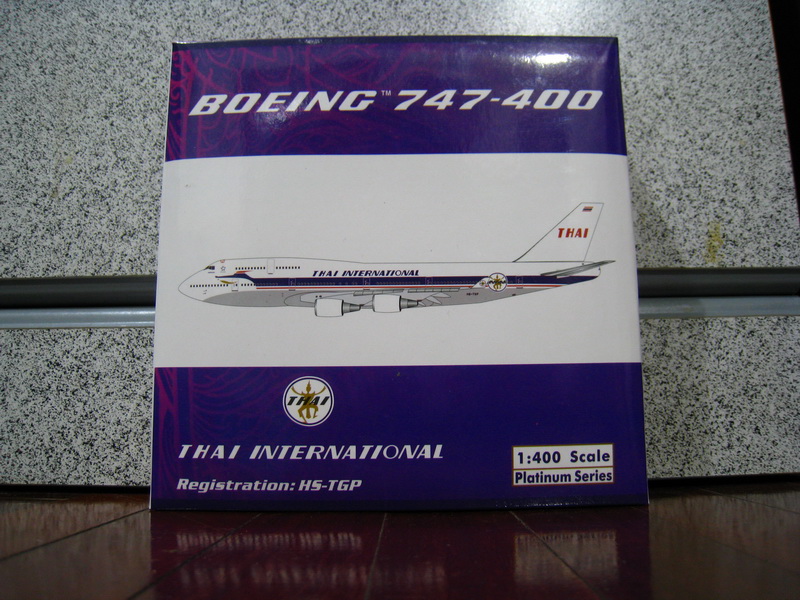 BOEING™ 747-400
THAI
THAI INTERNATIONAL
THAI
THAI INTERNATIONAL
Registration: HS-TGP
1:400 Scale
Platinum Series